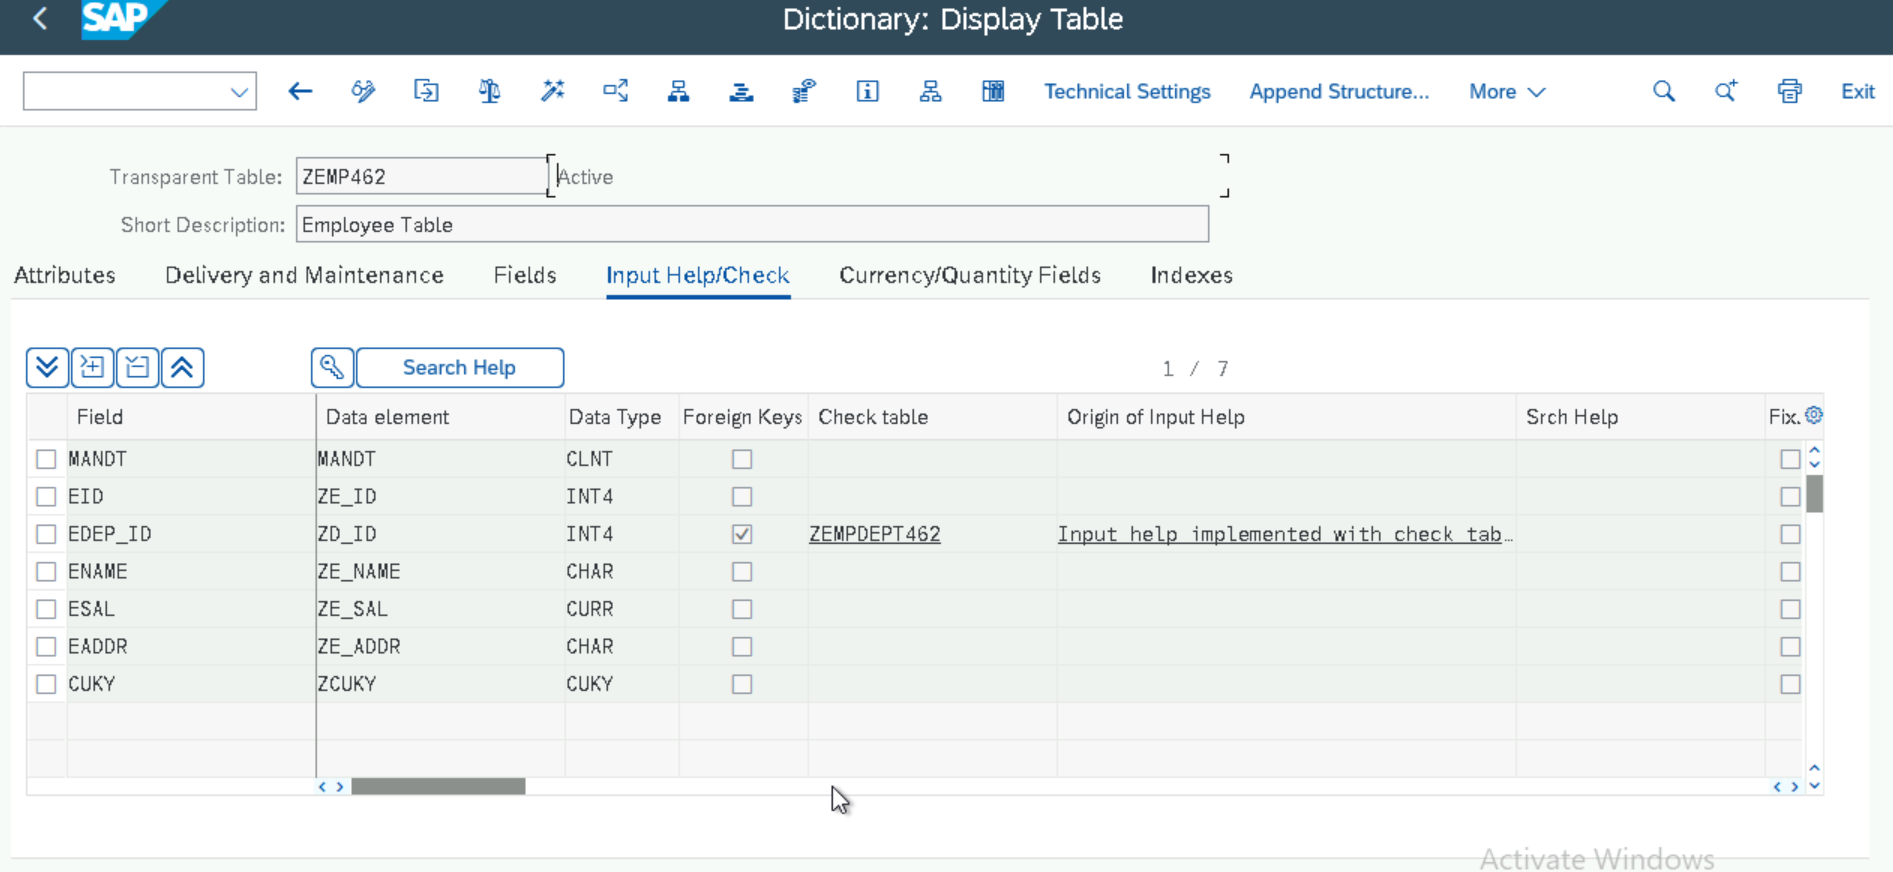 SAP Dictionary: Display Table
Technical Settings Append Structure... More Exit
Transparent Table: ZEMP462 Active
Short Description: Employee Table
Attributes Delivery and Maintenance Fields Input Help/Check Currency/Quantity Fields Indexes
Search Help 1 / 7
Field Data element Data Type Foreign Keys Check table Origin of Input Help Srch Help Fix.
MANDT MANDT CLNT
EID ZE_ID INT4
EDEP_ID ZD_ID INT4 ZEMPDEPT462 Input help implemented with check tab…
ENAME ZE_NAME CHAR
ESAL ZE_SAL CURR
EADDR ZE_ADDR CHAR
CUKY ZCUKY CUKY
Activate Windows